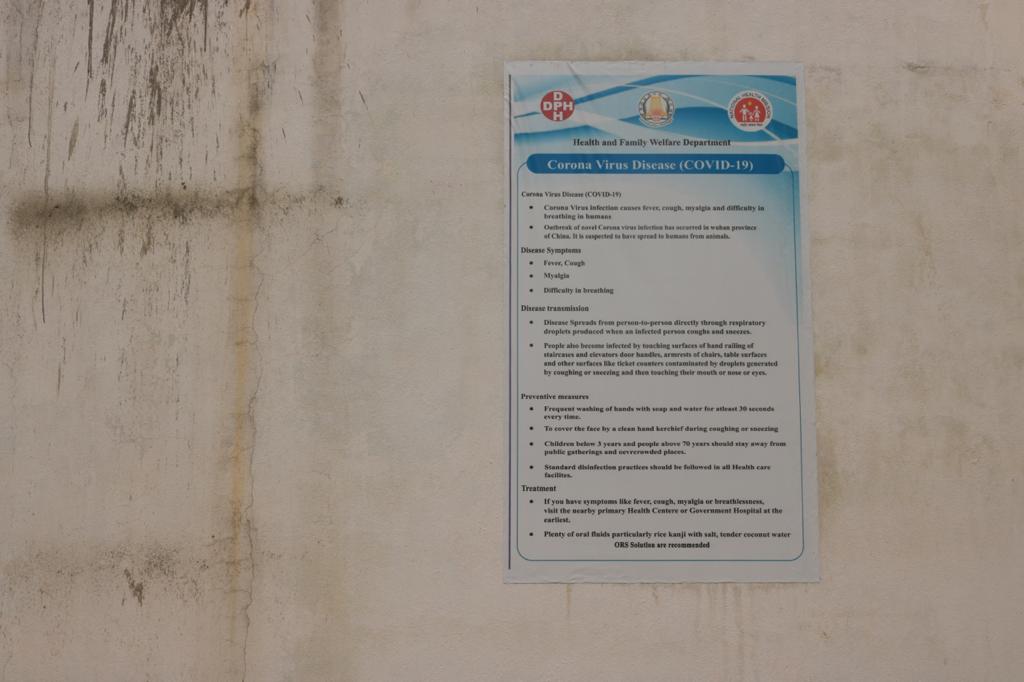 D
DPH
H
NATIONAL HEALTH MISSION
Health and Family Welfare Department
Corona Virus Disease (COVID-19)
Corona Virus Disease (COVID-19)
• Corona Virus infection causes fever, cough, myalgia and difficulty in
breathing in humans
• Outbreak of novel Corona virus infection has occurred in wuhan province
of China. It is suspected to have spread to humans from animals.
Disease Symptoms
• Fever, Cough
• Myalgia
• Difficulty in breathing
Disease transmission
• Disease Spreads from person-to-person directly through respiratory
droplets produced when an infected person coughs and sneezes.
• People also become infected by touching surfaces of hand railing of
staircases and elevators door handles, armrests of chairs, table surfaces
and other surfaces like ticket counters contaminated by droplets generated
by coughing or sneezing and then touching their mouth or nose or eyes.
Preventive measures
• Frequent washing of hands with soap and water for atleast 30 seconds
every time.
• To cover the face by a clean hand kerchief during coughing or sneezing
• Children below 3 years and people above 70 years should stay away from
public gatherings and oevrcrowded places.
• Standard disinfection practices should be followed in all Health care
facilites.
Treatment
• If you have symptoms like fever, cough, myalgia or breathlessness,
visit the nearby primary Health Centere or Government Hospital at the
earliest.
• Plenty of oral fluids particularly rice kanji with salt, tender coconut water
ORS Solution are recommended